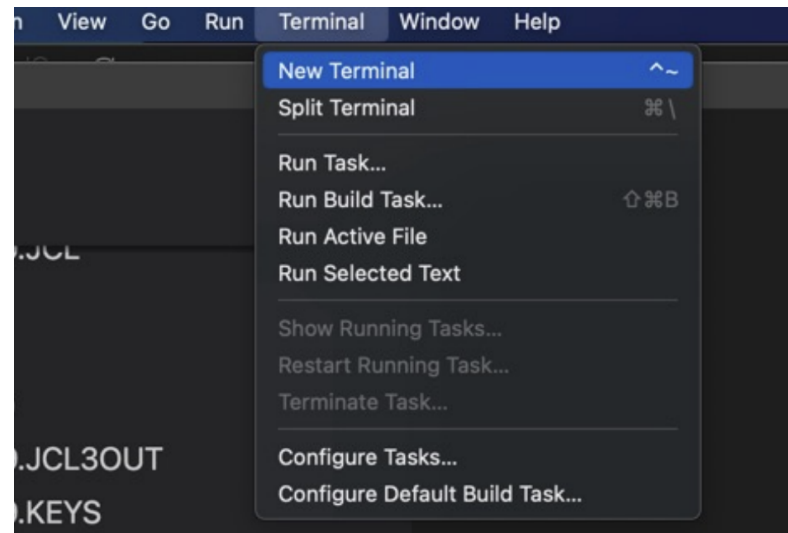 View Go Run Terminal Window Help
New Terminal ^~
Split Terminal ⌘\
Run Task...
Run Build Task... ⇧⌘B
Run Active File
.JCL
Run Selected Text
Show Running Tasks...
Restart Running Task...
Terminate Task...
.JCL3OUT
Configure Tasks...
Configure Default Build Task...
.KEYS